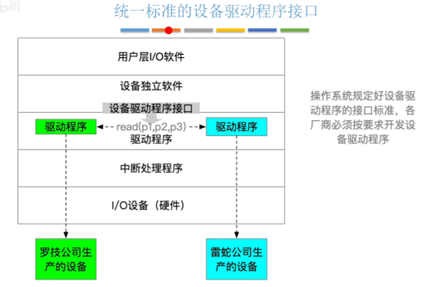 统一标准的设备驱动程序接口
用户层I/O软件
设备独立软件
设备驱动程序接口
驱动程序
read(p1,p2,p3)
驱动程序
驱动程序
中断处理程序
I/O设备（硬件）
罗技公司生
产的设备
雷蛇公司生
产的设备
操作系统规定好设备驱
动程序的接口标准，各
厂商必须按要求开发设
备驱动程序